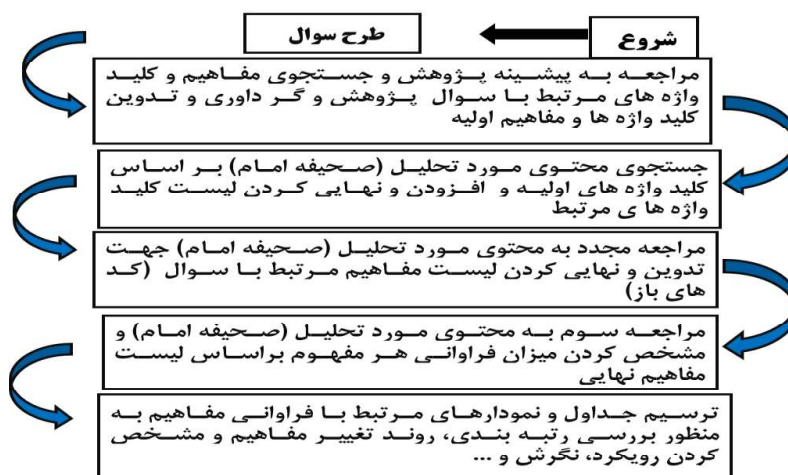 شروع
طرح سوال
مراجعه به پیشینه پژوهش و جستجوی مفاهیم و کلید
واژه های مرتبط با سوال پژوهش و گر داوری و تدوین
کلید واژه ها و مفاهیم اولیه
جستجوی محتوی مورد تحلیل (صحیفه امام) بر اساس
کلید واژه های اولیه و افزودن و نهایی کردن لیست کلید
واژه ها ی مرتبط
مراجعه مجدد به محتوی مورد تحلیل (صحیفه امام) جهت
تدوین و نهایی کردن لیست مفاهیم مرتبط با سوال (کد
های باز)
مراجعه سوم به محتوی مورد تحلیل (صحیفه امام) و
مشخص کردن میزان فراوانی هر مفهوم براساس لیست
مفاهیم نهایی
ترسیم جداول و نمودارهای مرتبط با فراوانی مفاهیم به
منظور بررسی رتبه بندی، روند تغییر مفاهیم و مشخص
کردن رویکرد، نگرش و ...